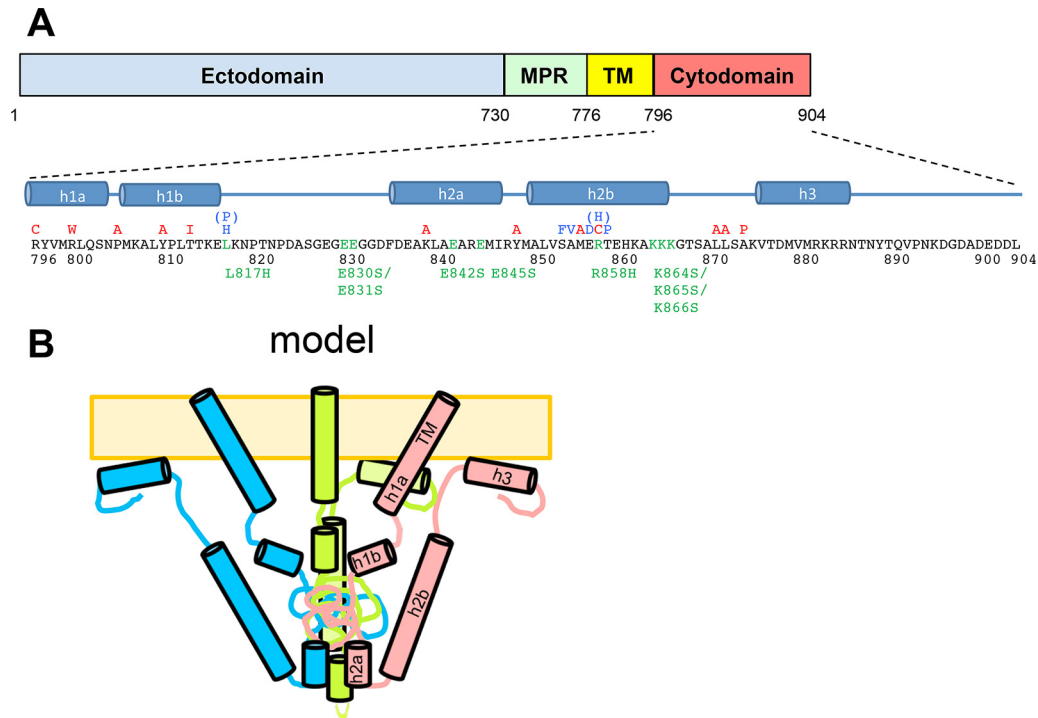 A
Ectodomain MPR TM Cytodomain
1 730 776 796 904
h1a h1b h2a h2b h3
(P) (H)
C W A A I H A A FVADCP AA P
RYVMRLQSNPMKALYPLTTKELKNPTNPDASGEGEEGGDFDEAKLAEAREMIRYMALVSAMERTEHKAKKKGTSALLSAKVTDMVMRKRRNTNYTQVPNKDGDADEDDL
796 800 810 820 830 840 850 860 870 880 890 900 904
L817H E830S/ E842S E845S R858H K864S/
E831S K865S/
K866S
B
model
TM
h1a
h3
h1b
h2b
h2a